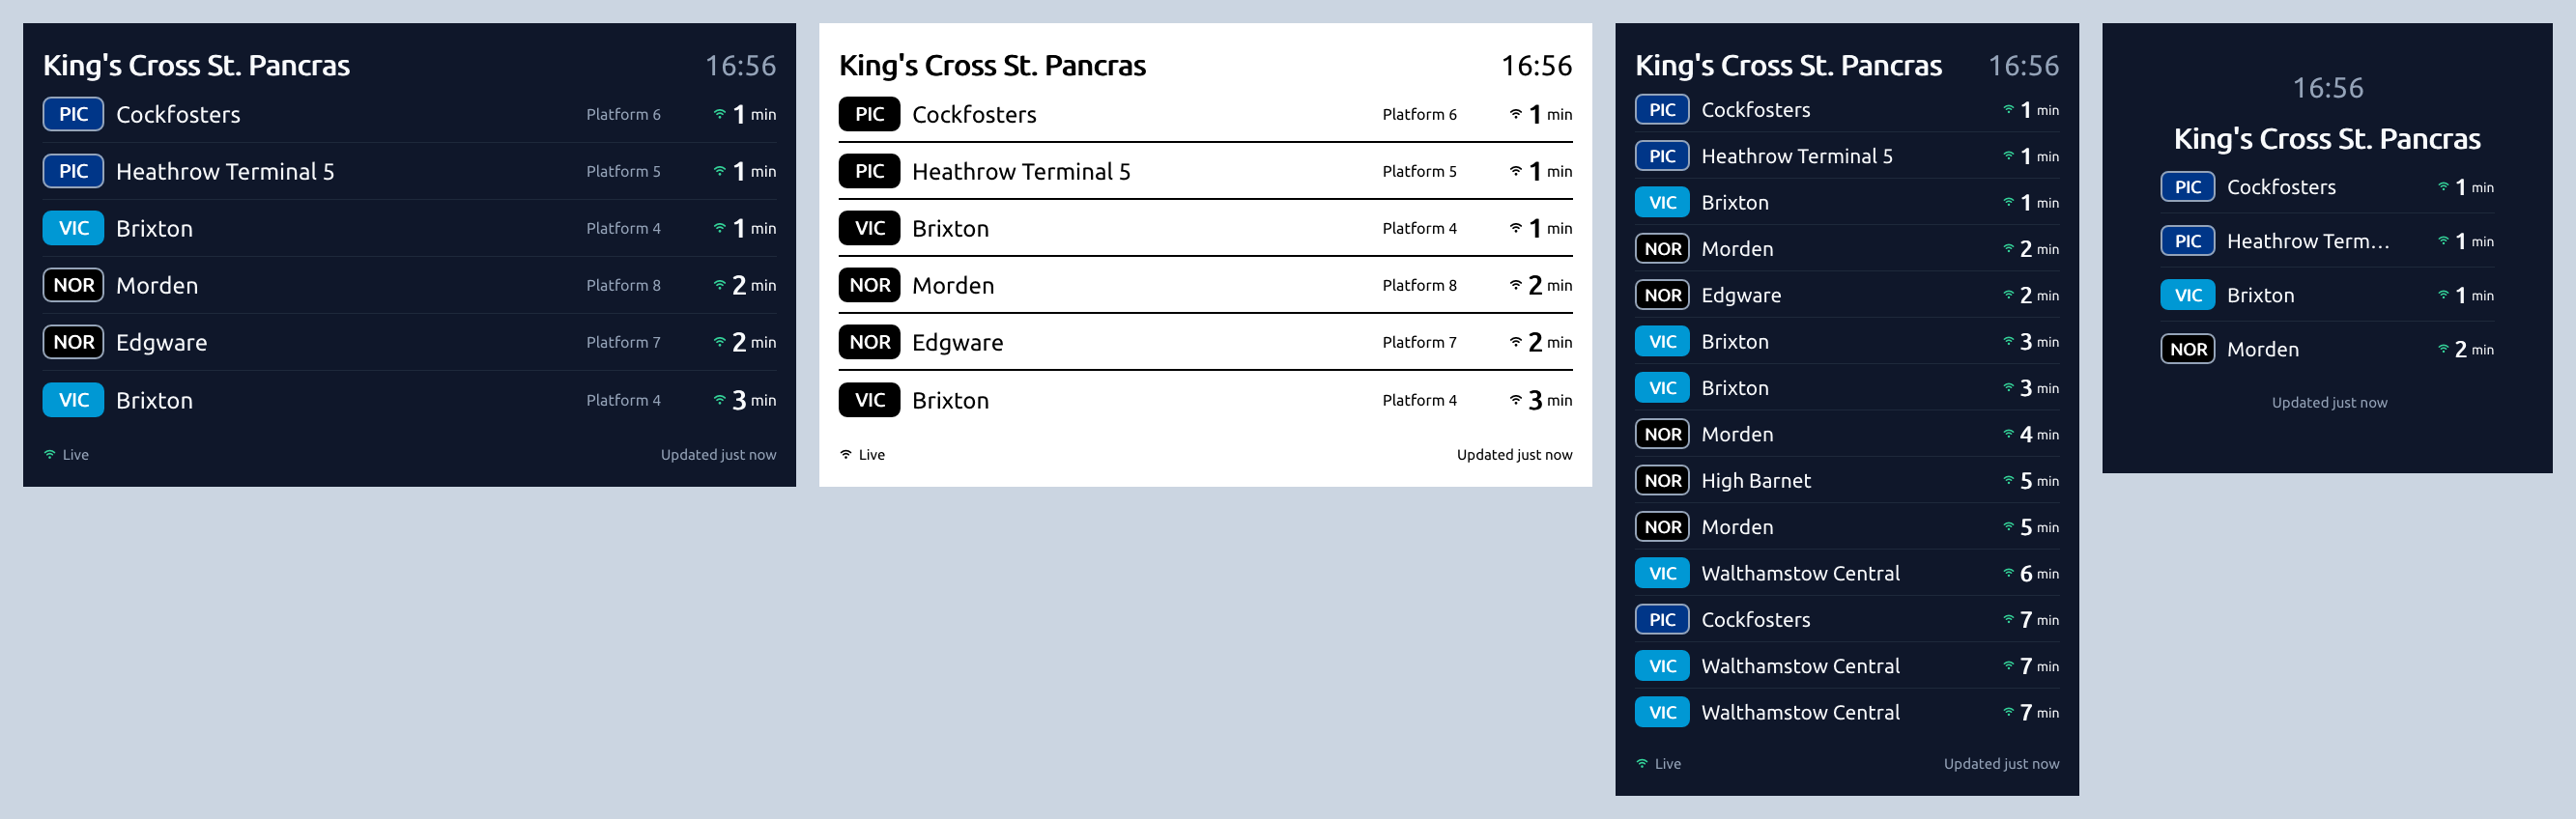 King's Cross St. Pancras 16:56
PIC Cockfosters Platform 6 1 min
PIC Heathrow Terminal 5 Platform 5 1 min
VIC Brixton Platform 4 1 min
NOR Morden Platform 8 2 min
NOR Edgware Platform 7 2 min
VIC Brixton Platform 4 3 min
Live Updated just now
King's Cross St. Pancras 16:56
PIC Cockfosters Platform 6 1 min
PIC Heathrow Terminal 5 Platform 5 1 min
VIC Brixton Platform 4 1 min
NOR Morden Platform 8 2 min
NOR Edgware Platform 7 2 min
VIC Brixton Platform 4 3 min
Live Updated just now
King's Cross St. Pancras 16:56
PIC Cockfosters 1 min
PIC Heathrow Terminal 5 1 min
VIC Brixton 1 min
NOR Morden 2 min
NOR Edgware 2 min
VIC Brixton 3 min
VIC Brixton 3 min
NOR Morden 4 min
NOR High Barnet 5 min
NOR Morden 5 min
VIC Walthamstow Central 6 min
PIC Cockfosters 7 min
VIC Walthamstow Central 7 min
VIC Walthamstow Central 7 min
Live Updated just now
16:56
King's Cross St. Pancras
PIC Cockfosters 1 min
PIC Heathrow Term... 1 min
VIC Brixton 1 min
NOR Morden 2 min
Updated just now